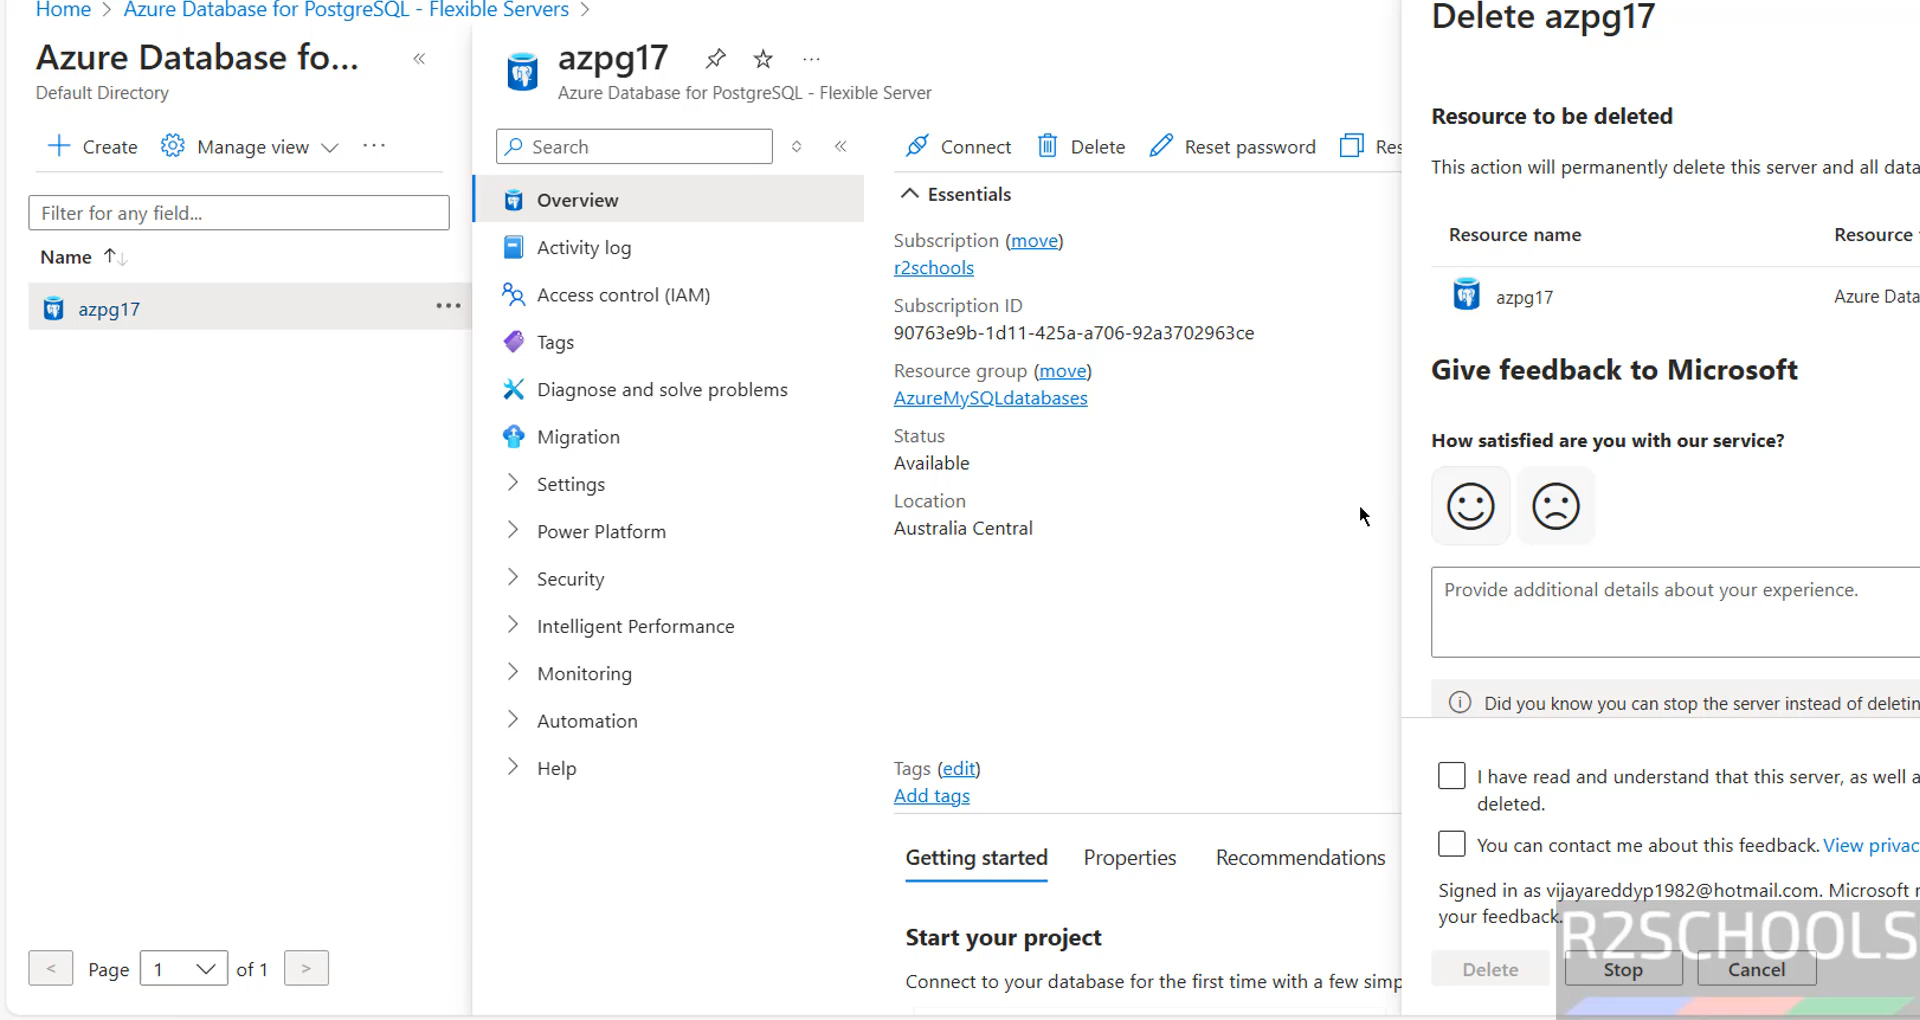 Home > Azure Database for PostgreSQL - Flexible Servers >
Azure Database fo... «
Default Directory
+ Create Manage view ...
Filter for any field...
Name ↑↓
azpg17 ...
< Page 1 of 1 >
azpg17 ...
Azure Database for PostgreSQL - Flexible Server
Search «
Overview
Activity log
Access control (IAM)
Tags
Diagnose and solve problems
Migration
Settings
Power Platform
Security
Intelligent Performance
Monitoring
Automation
Help
Connect Delete Reset password Res
Essentials
Subscription (move)
r2schools
Subscription ID
90763e9b-1d11-425a-a706-92a3702963ce
Resource group (move)
AzureMySQLdatabases
Status
Available
Location
Australia Central
Tags (edit)
Add tags
Getting started Properties Recommendations
Start your project
Connect to your database for the first time with a few simp
Delete azpg17
Resource to be deleted
This action will permanently delete this server and all data
Resource name Resource
azpg17 Azure Data
Give feedback to Microsoft
How satisfied are you with our service?
Provide additional details about your experience.
Did you know you can stop the server instead of deletin
I have read and understand that this server, as well a
deleted.
You can contact me about this feedback. View privac
Signed in as vijayareddyp1982@hotmail.com. Microsoft
your feedback.
R2SCHOOLS
Delete Stop Cancel